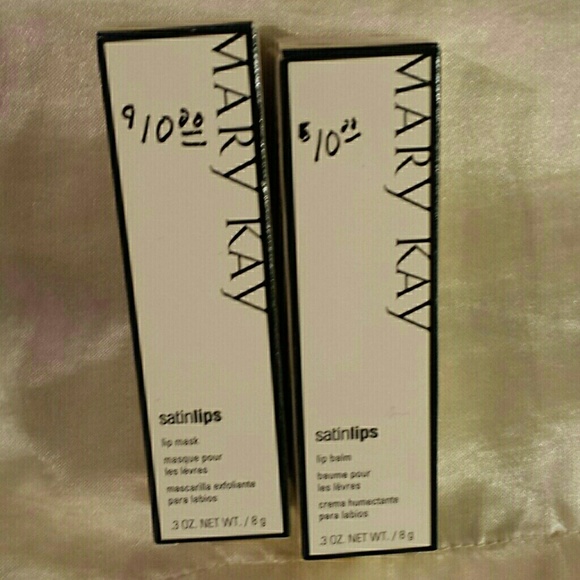 MARY KAY
9/10 00
satinlips
lip mask
masque pour
les lèvres
mascarilla exfoliante
para labios
.3 OZ. NET WT. / 8 g
MARY KAY
/10 00
satinlips
lip balm
baume pour
les lèvres
crema humectante
para labios
.3 OZ. NET WT. / 8 g